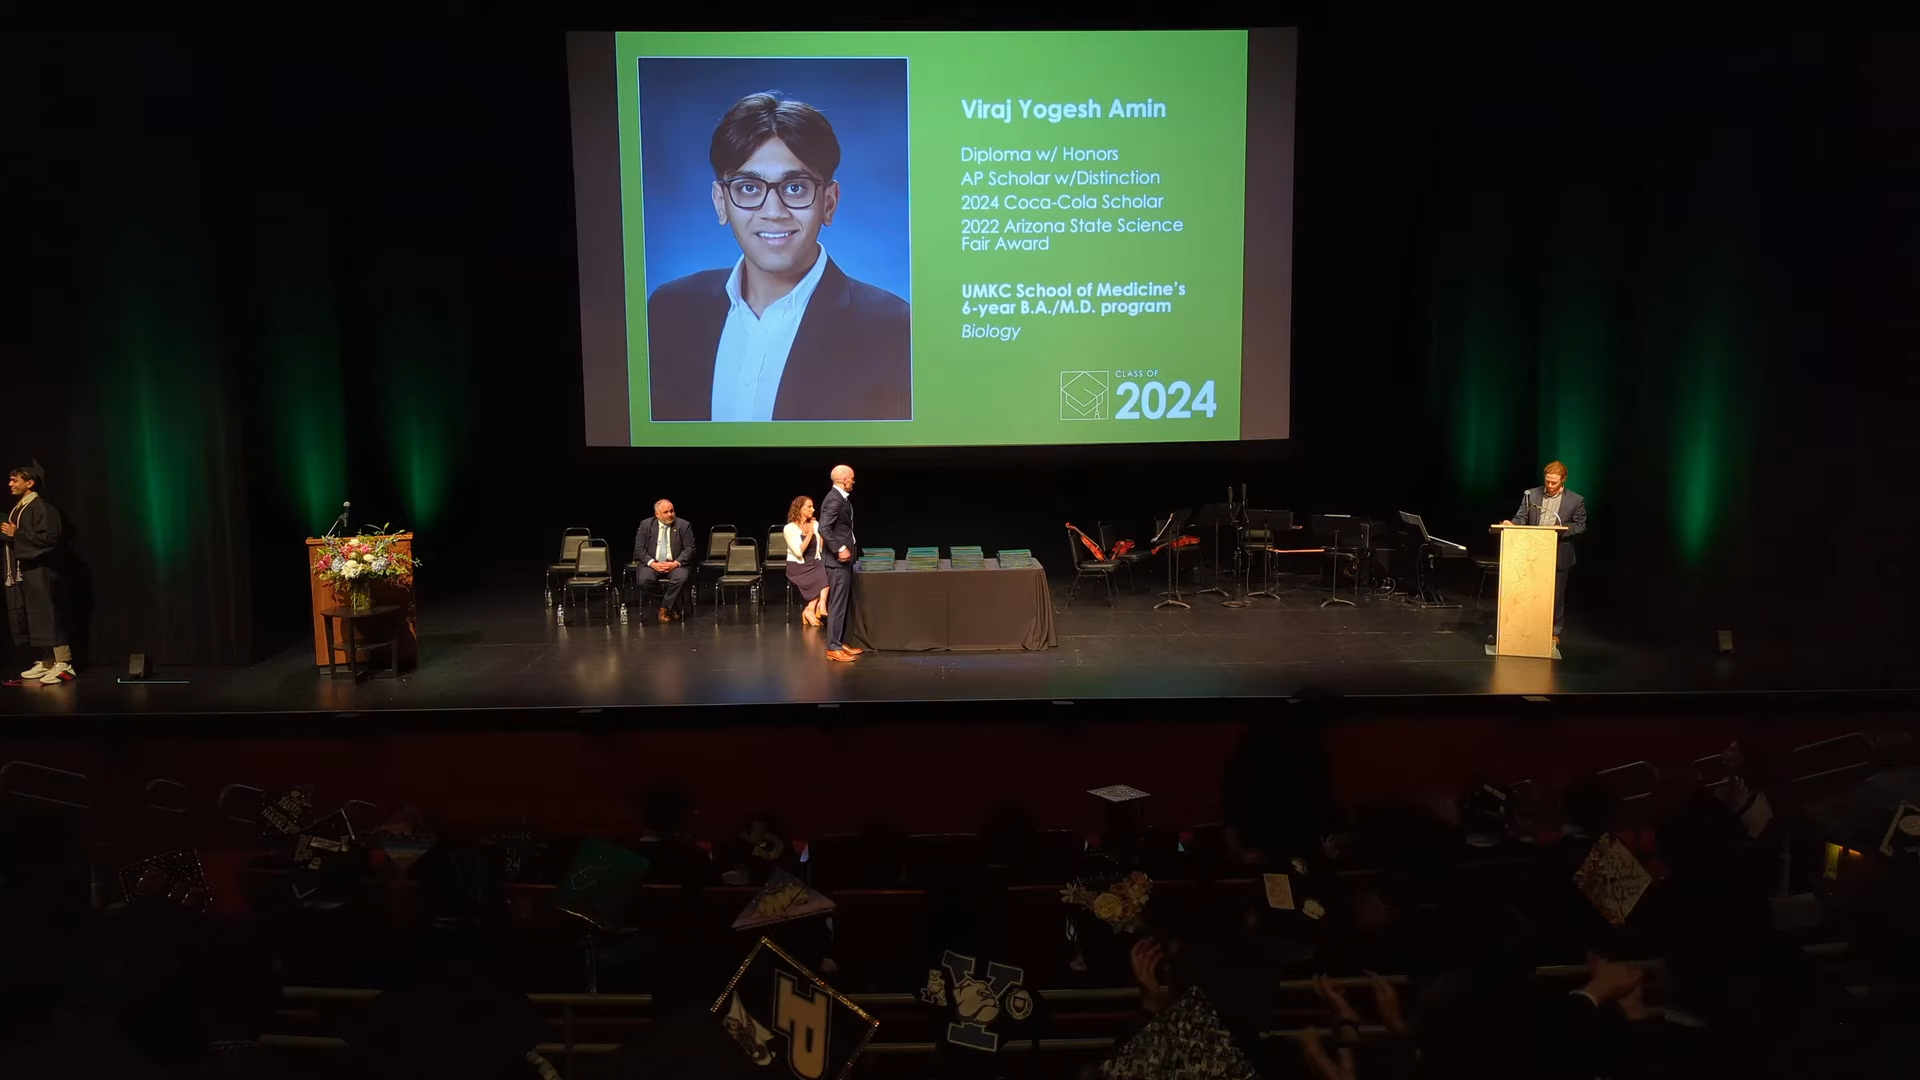 Viraj Yogesh Amin
Diploma w/ Honors
AP Scholar w/Distinction
2024 Coca-Cola Scholar
2022 Arizona State Science
Fair Award
UMKC School of Medicine's
6-year B.A./M.D. program
Biology
CLASS OF
2024
24
P
Y